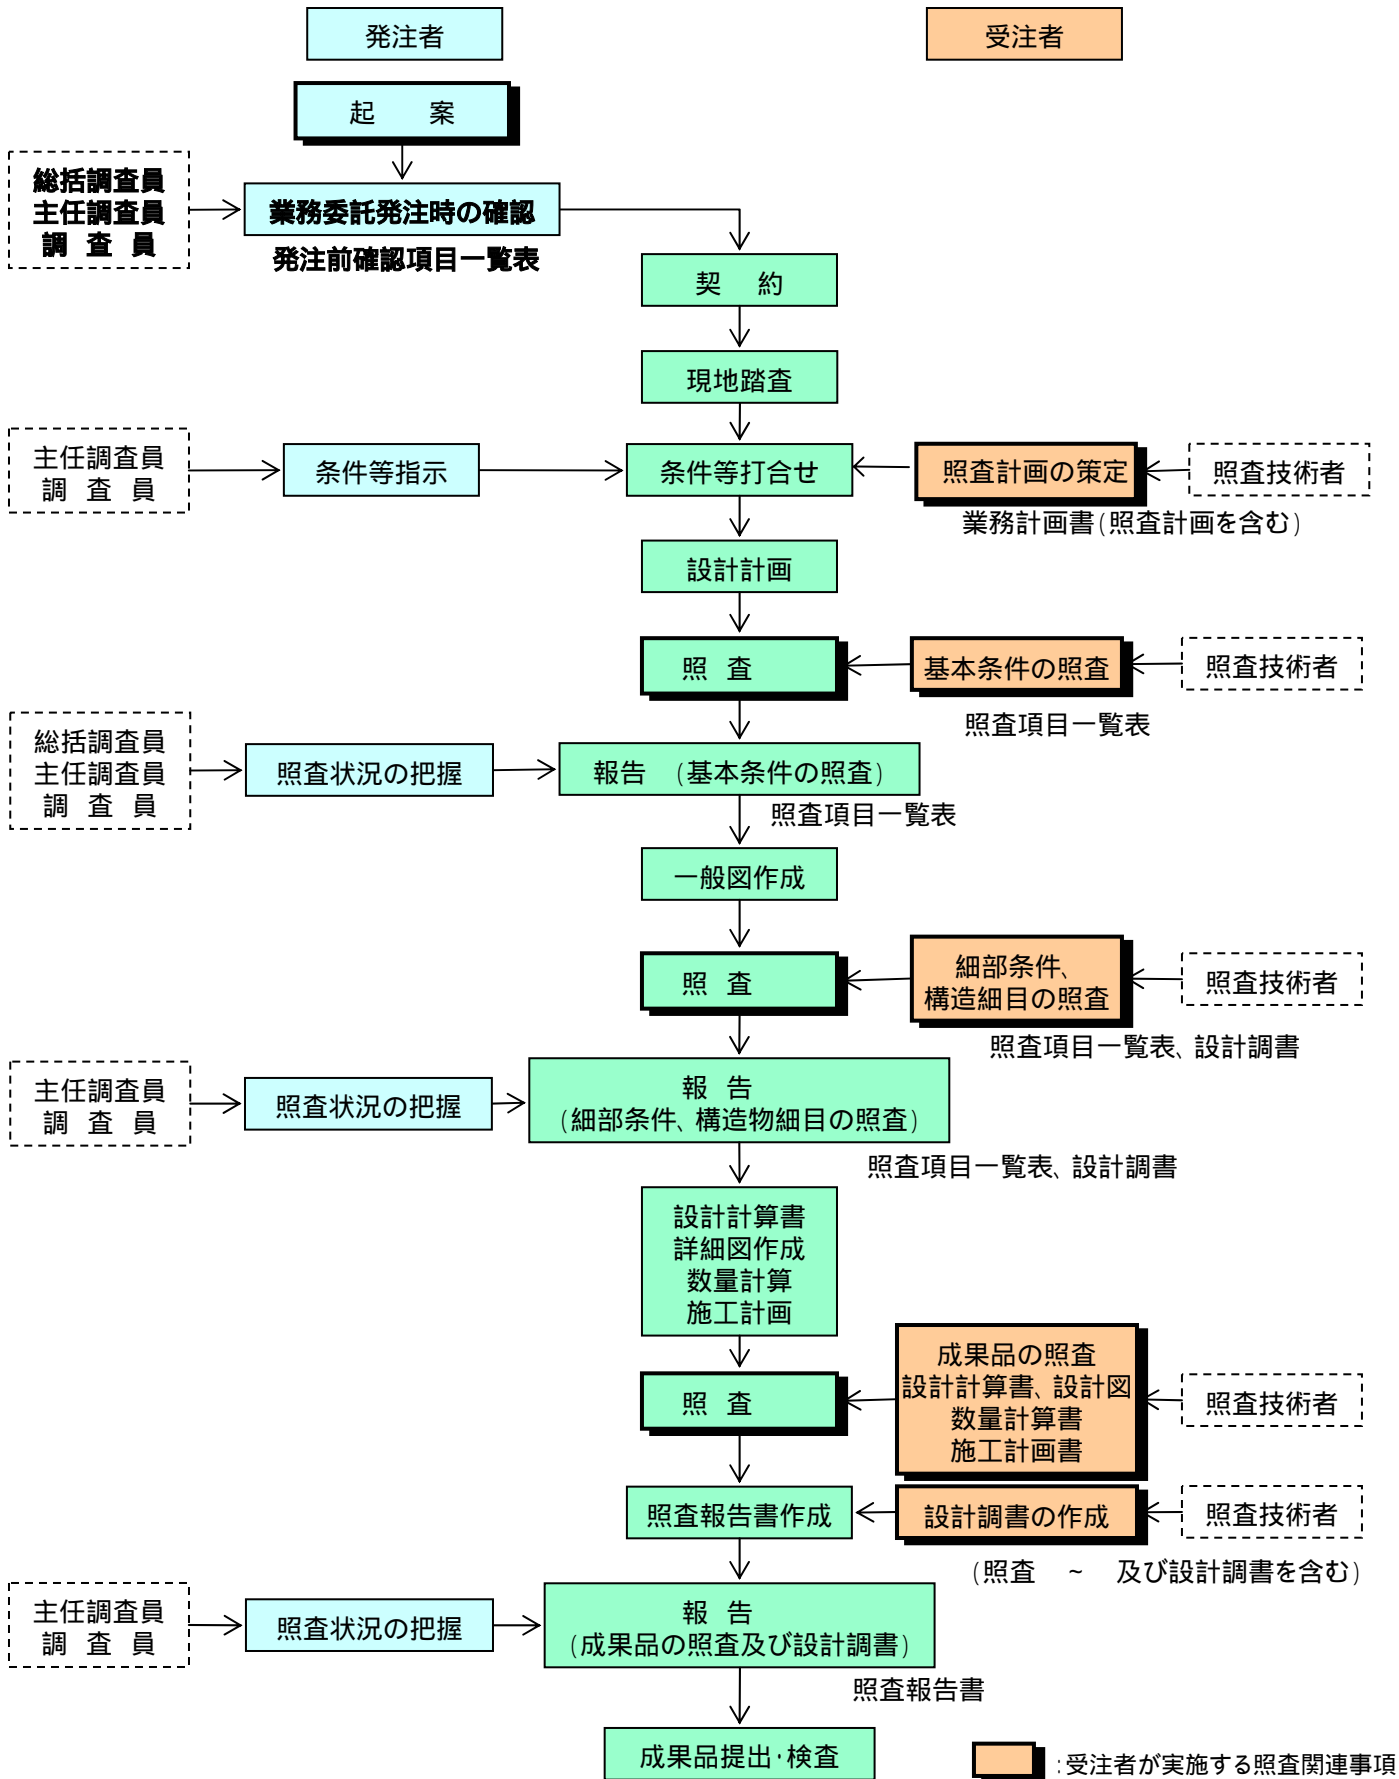 発注者
受注者
起　案
総括調査員
主任調査員
調 査 員
業務委託発注時の確認
発注前確認項目一覧表
契　約
現地踏査
主任調査員
調 査 員
条件等指示
条件等打合せ
照査計画の策定
照査技術者
業務計画書(照査計画を含む)
設計計画
照 査
基本条件の照査
照査技術者
照査項目一覧表
総括調査員
主任調査員
調 査 員
照査状況の把握
報告　(基本条件の照査)
照査項目一覧表
一般図作成
照 査
細部条件、
構造細目の照査
照査技術者
照査項目一覧表、設計調書
主任調査員
調 査 員
照査状況の把握
報 告
(細部条件、構造物細目の照査)
照査項目一覧表、設計調書
設計計算書
詳細図作成
数量計算
施工計画
照 査
成果品の照査
設計計算書、設計図
数量計算書
施工計画書
照査技術者
照査報告書作成
設計調書の作成
照査技術者
(照査　~　及び設計調書を含む)
主任調査員
調 査 員
照査状況の把握
報 告
(成果品の照査及び設計調書)
照査報告書
成果品提出・検査
:受注者が実施する照査関連事項